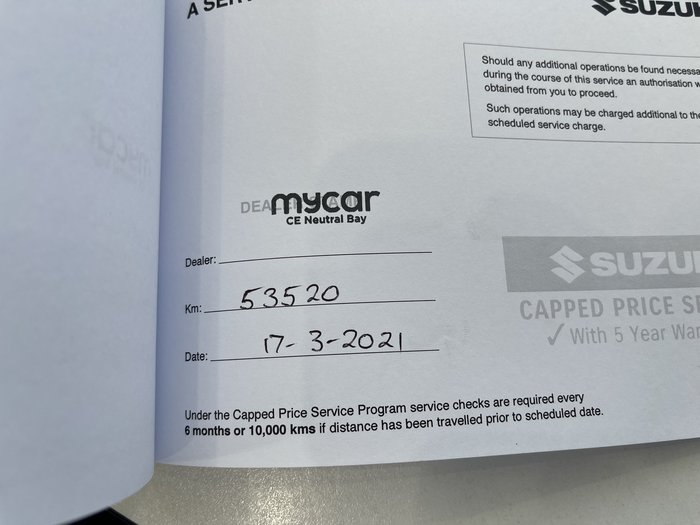 A
SUZU
Should any additional operations be found
during the course of this service an authorisation
obtained from you to proceed.
Such operations may be charged additional to the
scheduled service charge.
mycar
CE Neutral Bay
Dealer:
Km: 53520
Date: 17-3-2021
SUZU
CAPPED PRICE
✓ With 5 Year
Under the Capped Price Service Program service checks are required every
6 months or 10,000 kms if distance has been travelled prior to scheduled date.